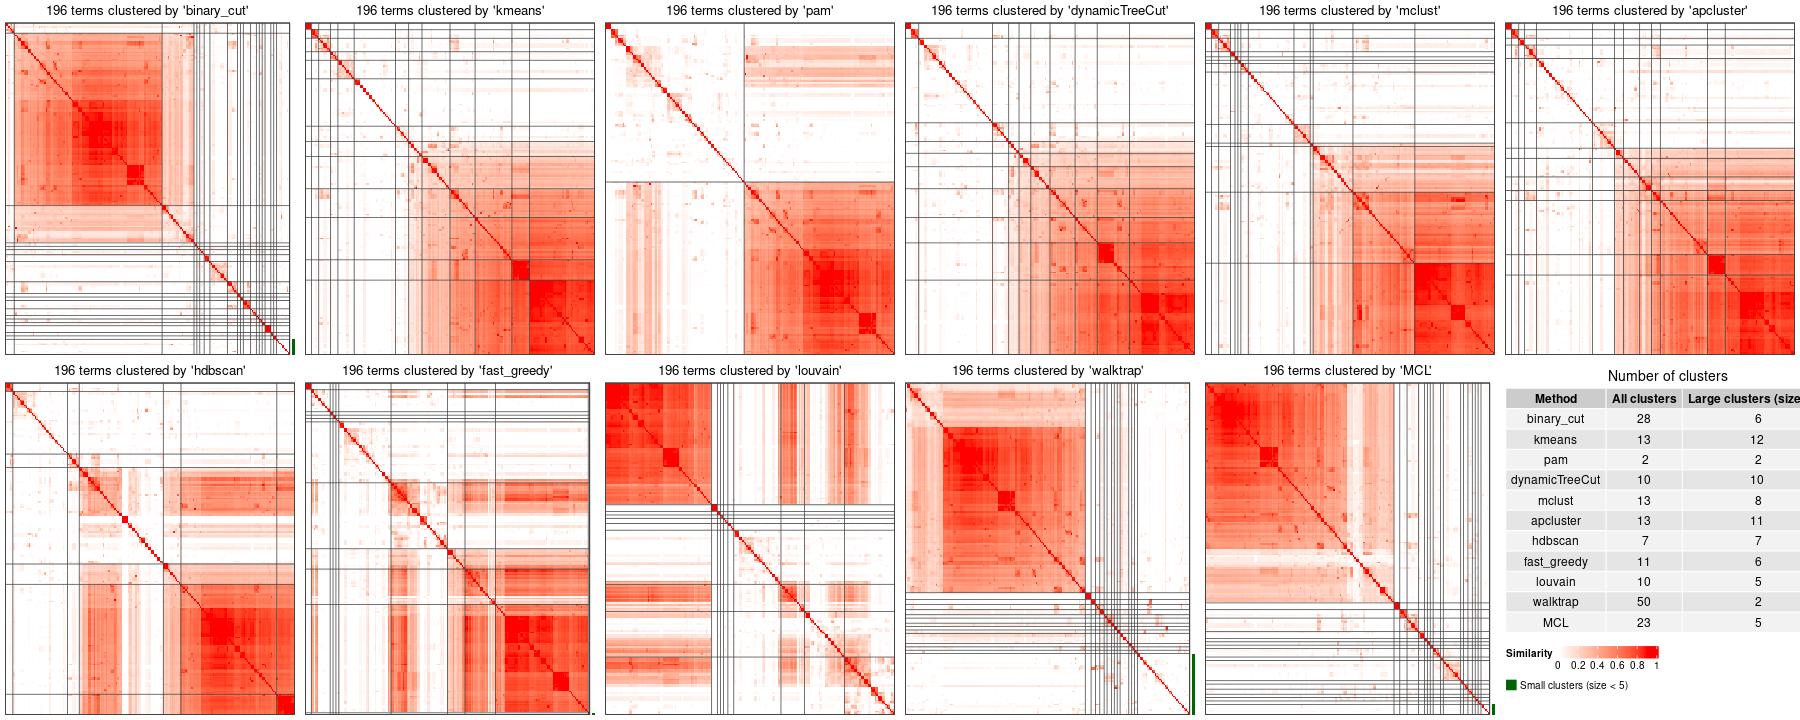 196 terms clustered by 'binary_cut'
196 terms clustered by 'kmeans'
196 terms clustered by 'pam'
196 terms clustered by 'dynamicTreeCut'
196 terms clustered by 'mclust'
196 terms clustered by 'apcluster'
196 terms clustered by 'hdbscan'
196 terms clustered by 'fast_greedy'
196 terms clustered by 'louvain'
196 terms clustered by 'walktrap'
196 terms clustered by 'MCL'
Number of clusters
Method All clusters Large clusters (size
binary_cut 28 6
kmeans 13 12
pam 2 2
dynamicTreeCut 10 10
mclust 13 8
apcluster 13 11
hdbscan 7 7
fast_greedy 11 6
louvain 10 5
walktrap 50 2
MCL 23 5
Similarity
0 0.2 0.4 0.6 0.8 1
Small clusters (size < 5)